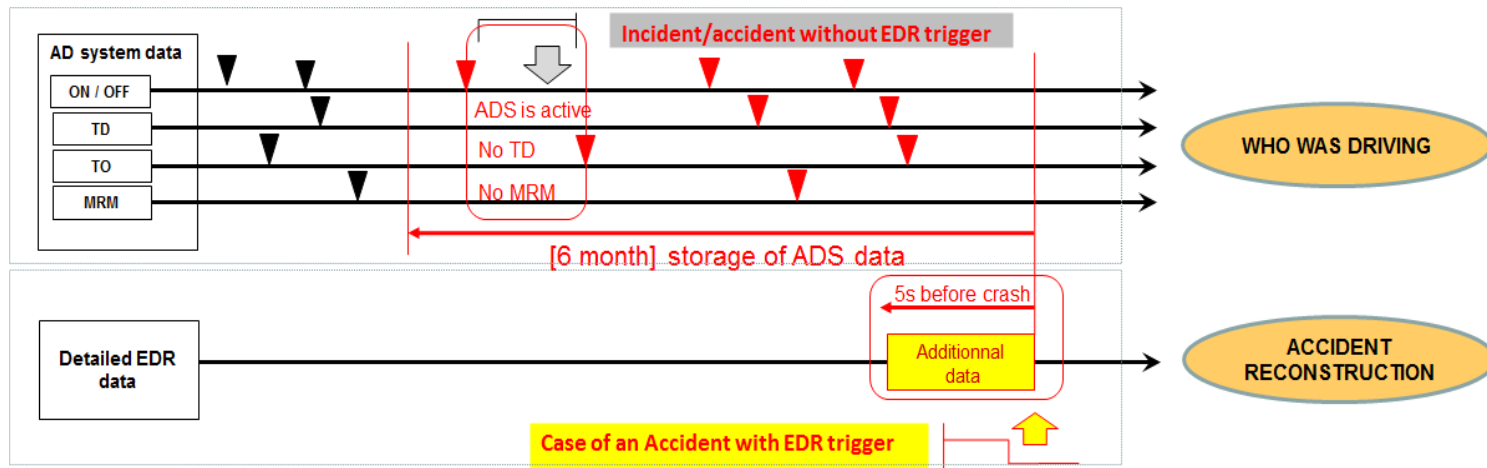 Incident/accident without EDR trigger
AD system data
ON / OFF
TD
TO
MRM
ADS is active
No TD
No MRM
[6 month] storage of ADS data
WHO WAS DRIVING
5s before crash
Detailed EDR
data
Additionnal
data
ACCIDENT
RECONSTRUCTION
Case of an Accident with EDR trigger